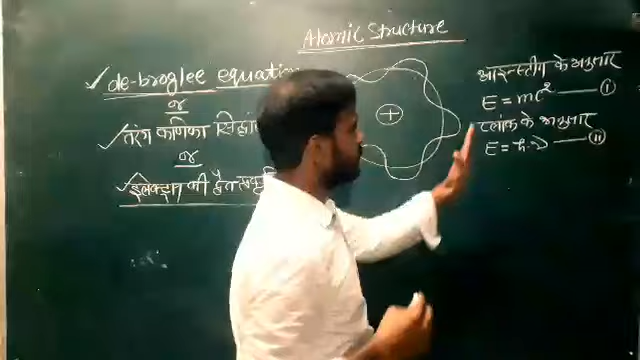 Atomic Structure
de-broglee equation
or
तरंग कणिका
or
इलेक्ट्रान की द्वैत
+
आइन्स्टीन के अनुसार
E = mc² — (i)
प्लांक के अनुसार
E = h·ν — (ii)